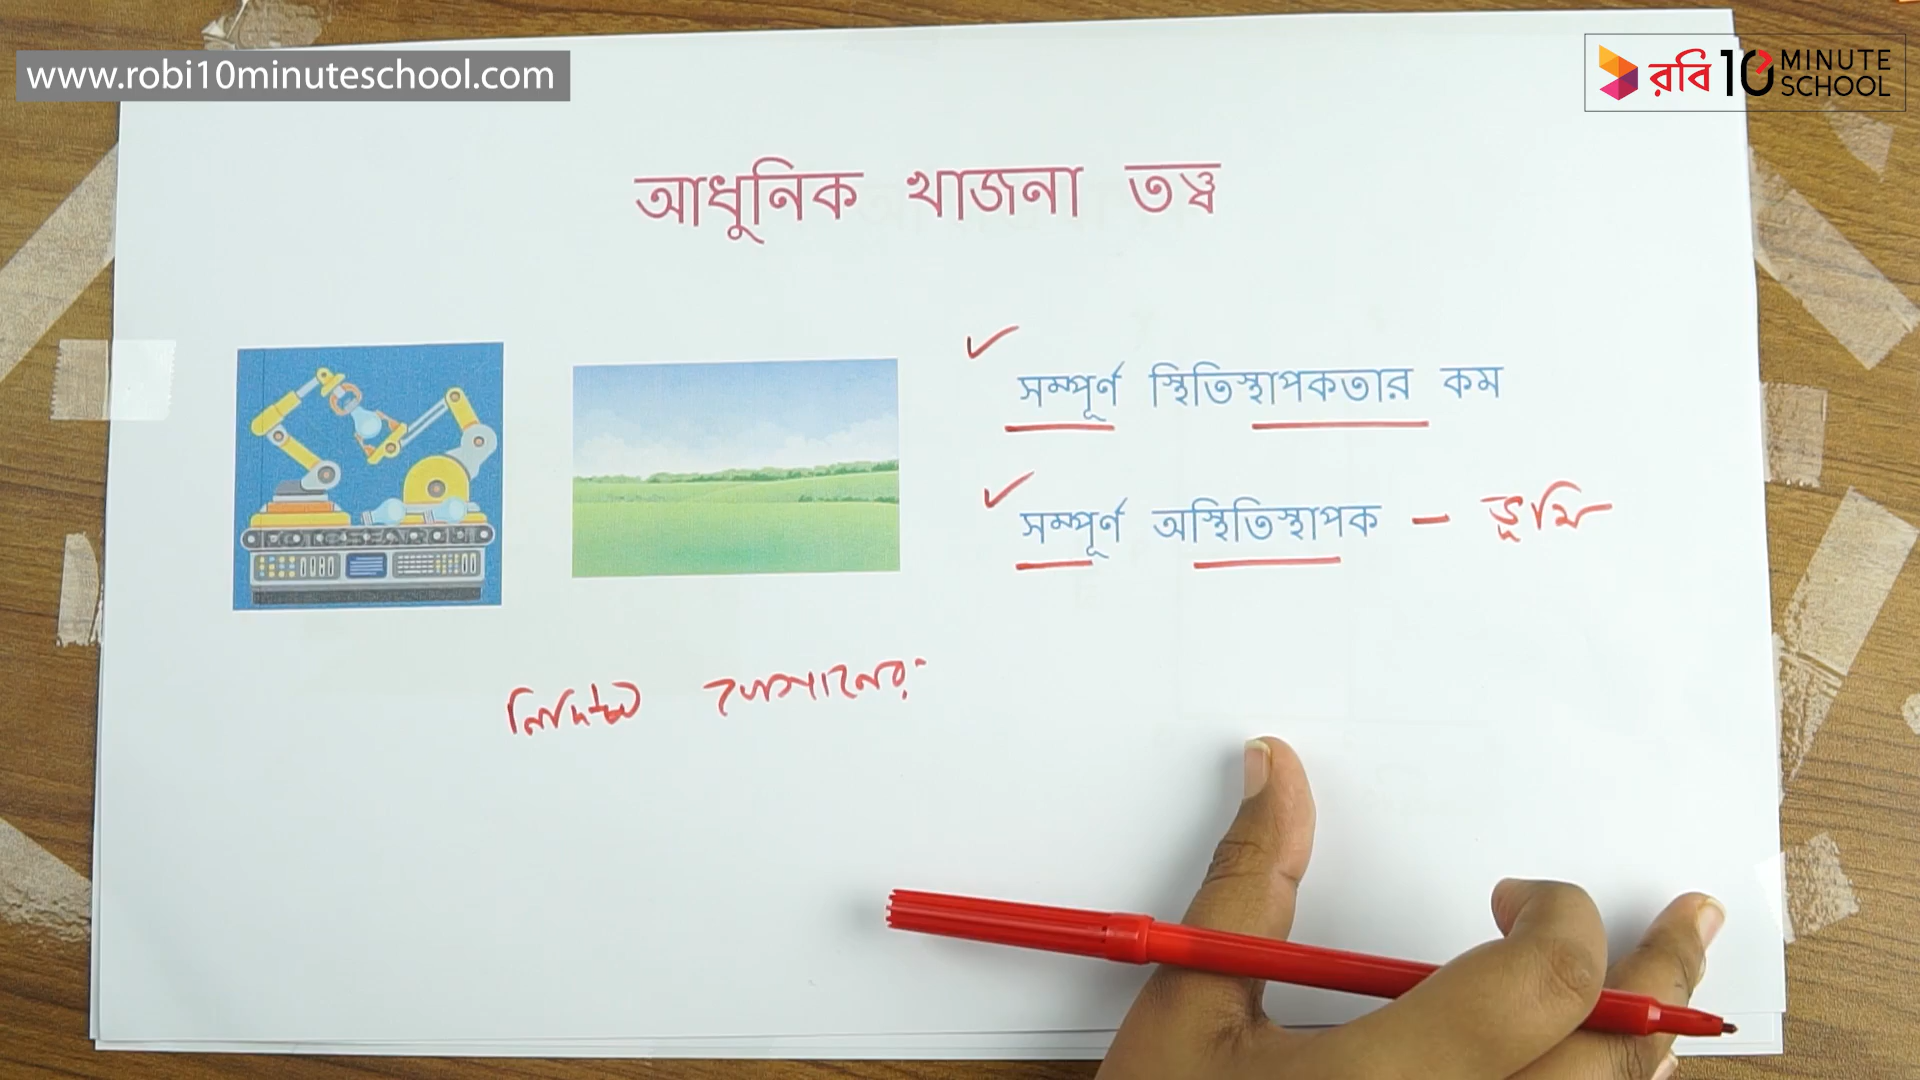 www.robi10minuteschool.com
রবি 10 MINUTE SCHOOL
আধুনিক খাজনা তত্ত্ব
সম্পূর্ণ স্থিতিস্থাপকতার কম
সম্পূর্ণ অস্থিতিস্থাপক - ভূমি
নির্দিষ্ট